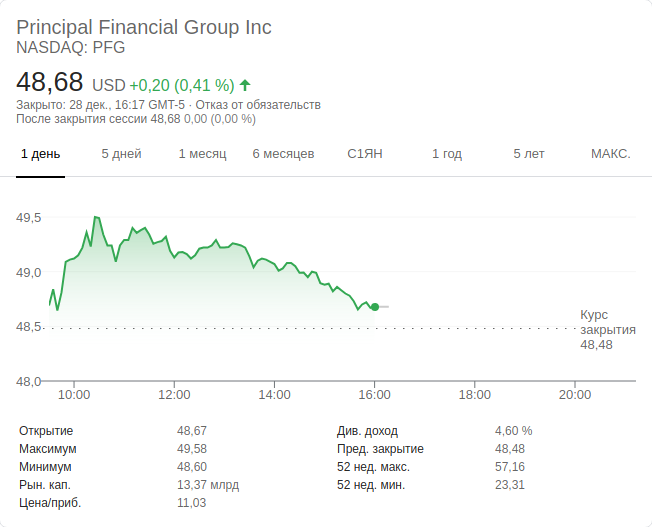 Principal Financial Group Inc
NASDAQ: PFG
48,68 USD +0,20 (0,41 %)
Закрыто: 28 дек., 16:17 GMT-5 · Отказ от обязательств
После закрытия сессии 48,68 0,00 (0,00 %)
1 день 5 дней 1 месяц 6 месяцев С1ЯН 1 год 5 лет МАКС.
49,5
49,0
48,5
48,0
Курс
закрытия
48,48
10:00 12:00 14:00 16:00 18:00 20:00
Открытие 48,67 Див. доход 4,60 %
Максимум 49,58 Пред. закрытие 48,48
Минимум 48,60 52 нед. макс. 57,16
Рын. кап. 13,37 млрд 52 нед. мин. 23,31
Цена/приб. 11,03